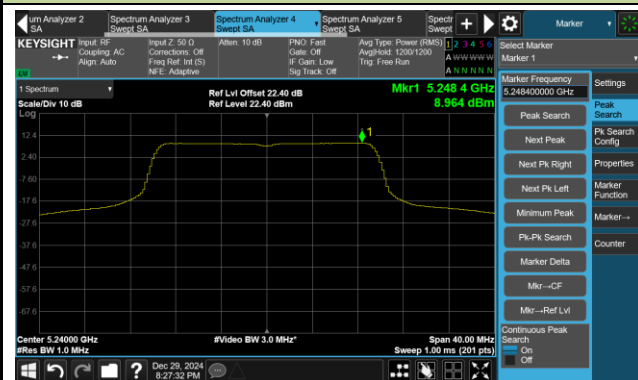 um Analyzer 2
Swept SA
Spectrum Analyzer 3
Swept SA
Spectrum Analyzer 4
Swept SA
Spectrum Analyzer 5
Swept SA
Spectr
Swept
Marker
KEYSIGHT
Input: RF
Coupling: AC
Align: Auto
Input Z: 50 Ω
Corrections: Off
Freq Ref: Int (S)
NFE: Adaptive
Atten: 10 dB
PNO: Fast
Gate: Off
IF Gain: Low
Sig Track: Off
Avg Type: Power (RMS)
Avg|Hold: 1200/1200
Trig: Free Run
1 2 3 4 5 6
A W W W W W
A N N N N N
Select Marker
Marker 1
1 Spectrum
Scale/Div 10 dB
Log
Ref Lvl Offset 22.40 dB
Ref Level 22.40 dBm
Mkr1 5.248 4 GHz
8.964 dBm
1
12.4
2.40
-7.60
-17.6
-27.6
-37.6
-47.6
-57.6
-67.6
Center 5.24000 GHz
#Res BW 1.0 MHz
#Video BW 3.0 MHz*
Span 40.00 MHz
Sweep 1.00 ms (201 pts)
Marker Frequency
5.248400000 GHz
Peak Search
Next Peak
Next Pk Right
Next Pk Left
Minimum Peak
Pk-Pk Search
Marker Delta
Mkr→CF
Mkr→Ref Lvl
Continuous Peak
Search
On
Off
Settings
Peak
Search
Pk Search
Config
Properties
Marker
Function
Marker→
Counter
Dec 29, 2024
8:27:32 PM